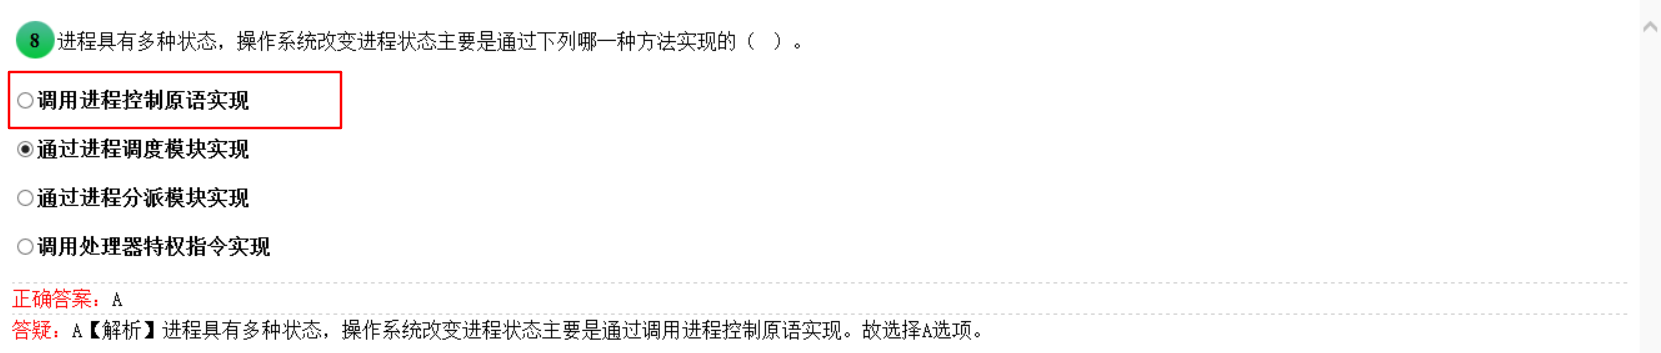 8 进程具有多种状态，操作系统改变进程状态主要是通过下列哪一种方法实现的（ ）。
调用进程控制原语实现
通过进程调度模块实现
通过进程分派模块实现
调用处理器特权指令实现
正确答案：A
答疑：A【解析】进程具有多种状态，操作系统改变进程状态主要是通过调用进程控制原语实现。故选择A选项。